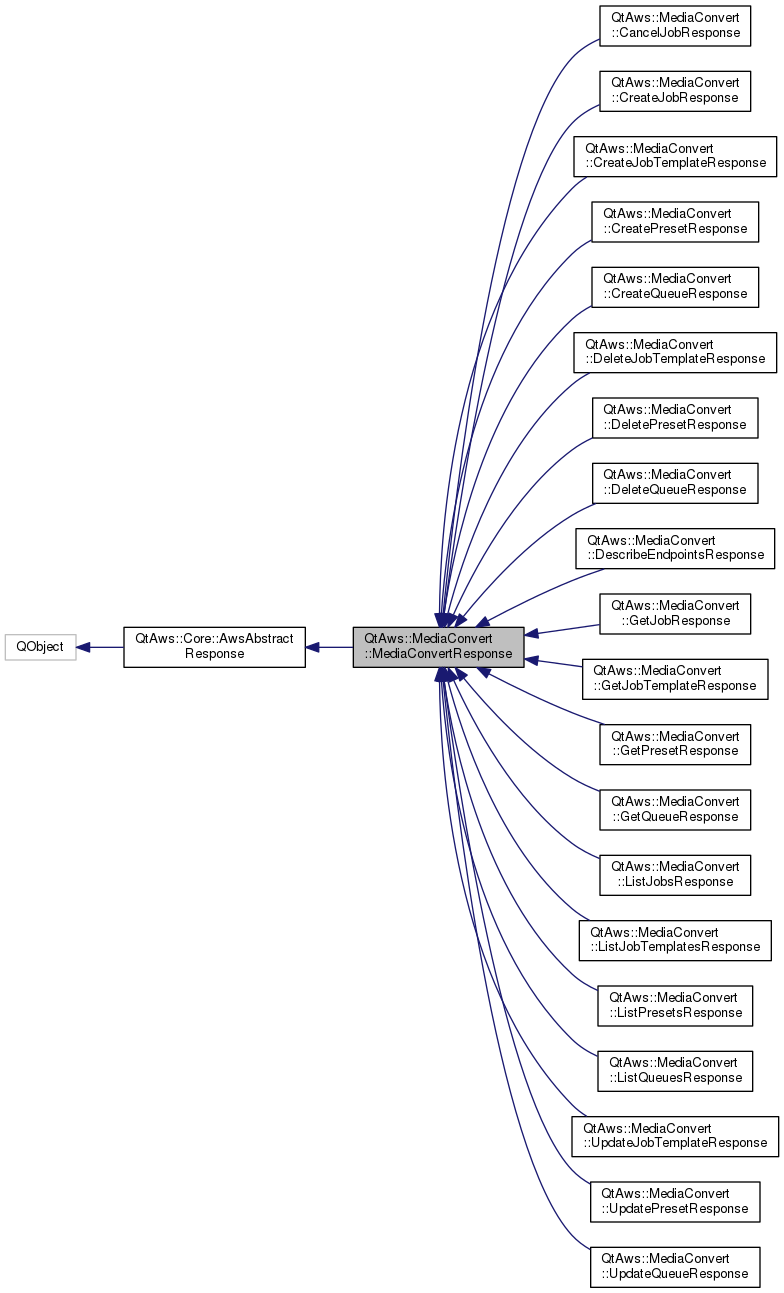 QtAws::MediaConvert
::CancelJobResponse
QtAws::MediaConvert
::CreateJobResponse
QtAws::MediaConvert
::CreateJobTemplateResponse
QtAws::MediaConvert
::CreatePresetResponse
QtAws::MediaConvert
::CreateQueueResponse
QtAws::MediaConvert
::DeleteJobTemplateResponse
QtAws::MediaConvert
::DeletePresetResponse
QtAws::MediaConvert
::DeleteQueueResponse
QtAws::MediaConvert
::DescribeEndpointsResponse
QtAws::MediaConvert
::GetJobResponse
QObject
QtAws::Core::AwsAbstract
Response
QtAws::MediaConvert
::MediaConvertResponse
QtAws::MediaConvert
::GetJobTemplateResponse
QtAws::MediaConvert
::GetPresetResponse
QtAws::MediaConvert
::GetQueueResponse
QtAws::MediaConvert
::ListJobsResponse
QtAws::MediaConvert
::ListJobTemplatesResponse
QtAws::MediaConvert
::ListPresetsResponse
QtAws::MediaConvert
::ListQueuesResponse
QtAws::MediaConvert
::UpdateJobTemplateResponse
QtAws::MediaConvert
::UpdatePresetResponse
QtAws::MediaConvert
::UpdateQueueResponse